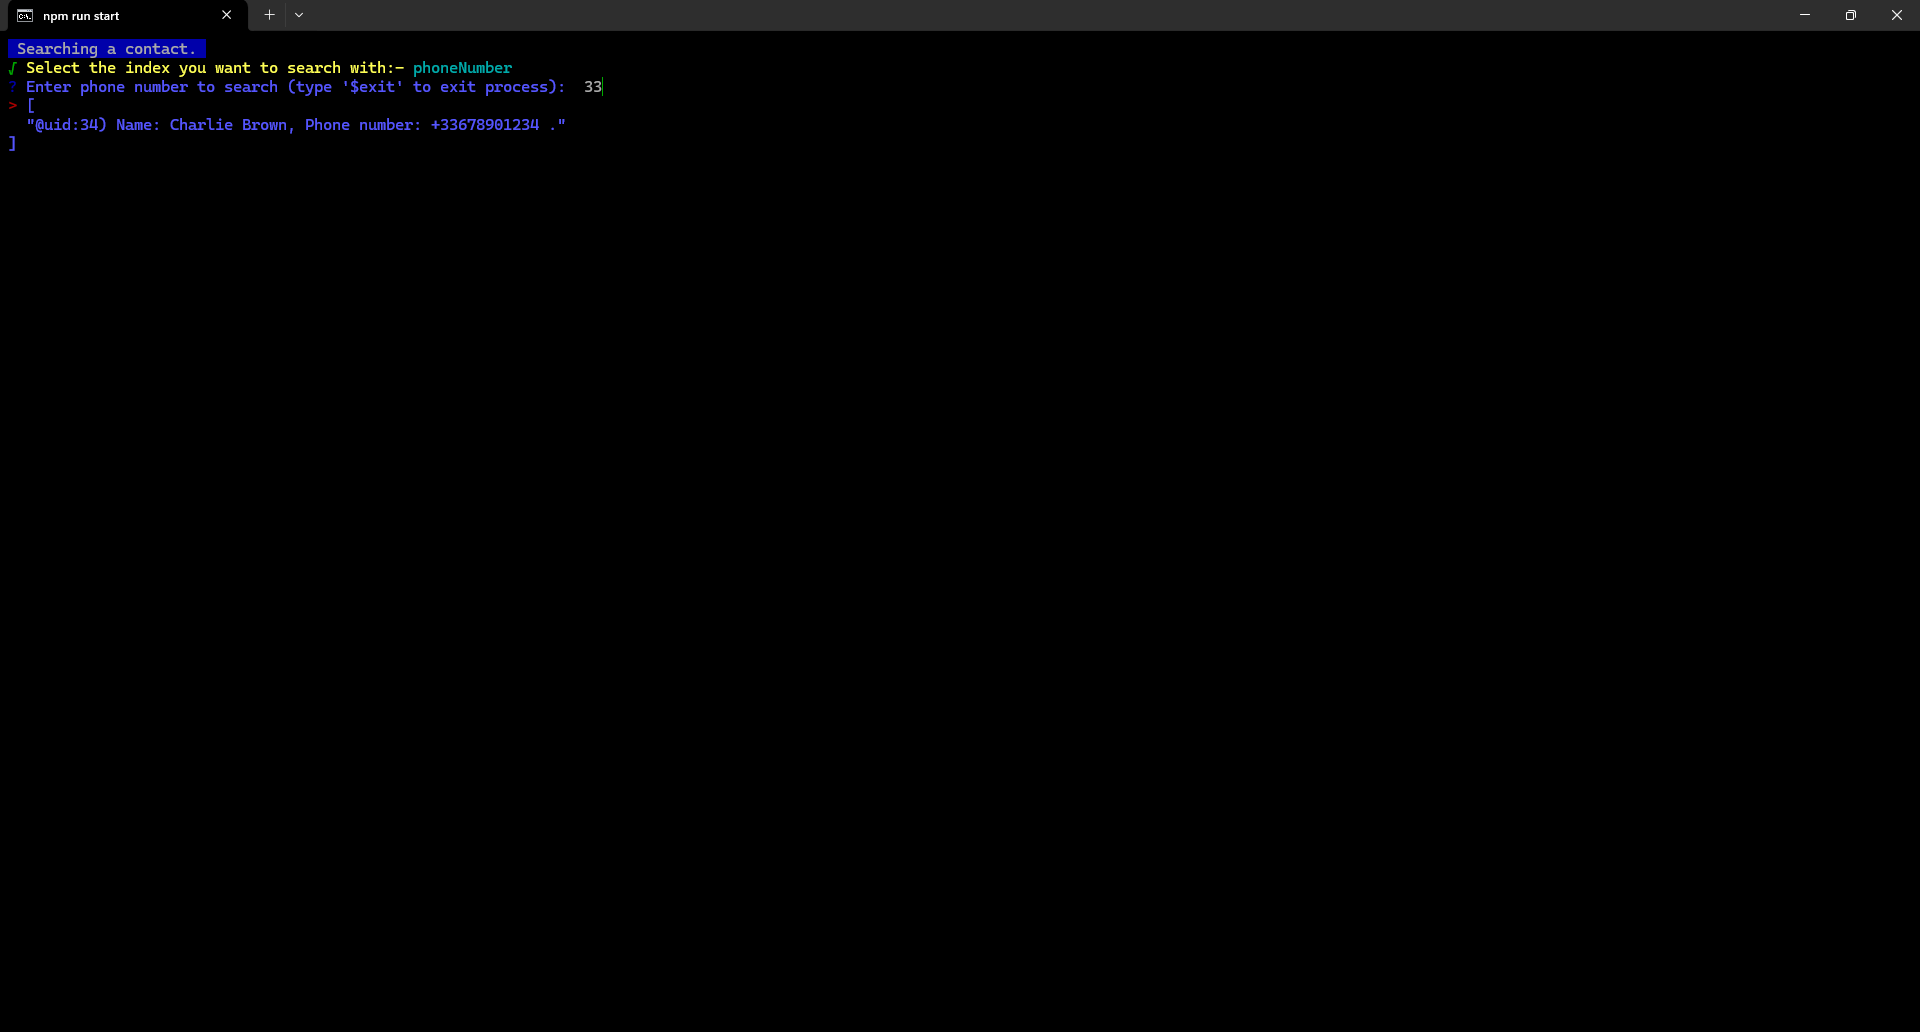 npm run start
Searching a contact.
√ Select the index you want to search with:- phoneNumber
? Enter phone number to search (type '$exit' to exit process):  33
> [
  "@uid:34) Name: Charlie Brown, Phone number: +33678901234 ."
]